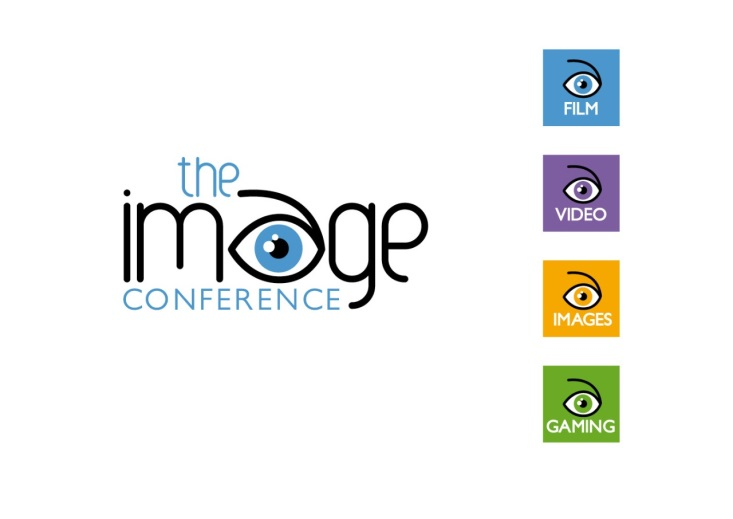 the
image
CONFERENCE
FILM
VIDEO
IMAGES
GAMING